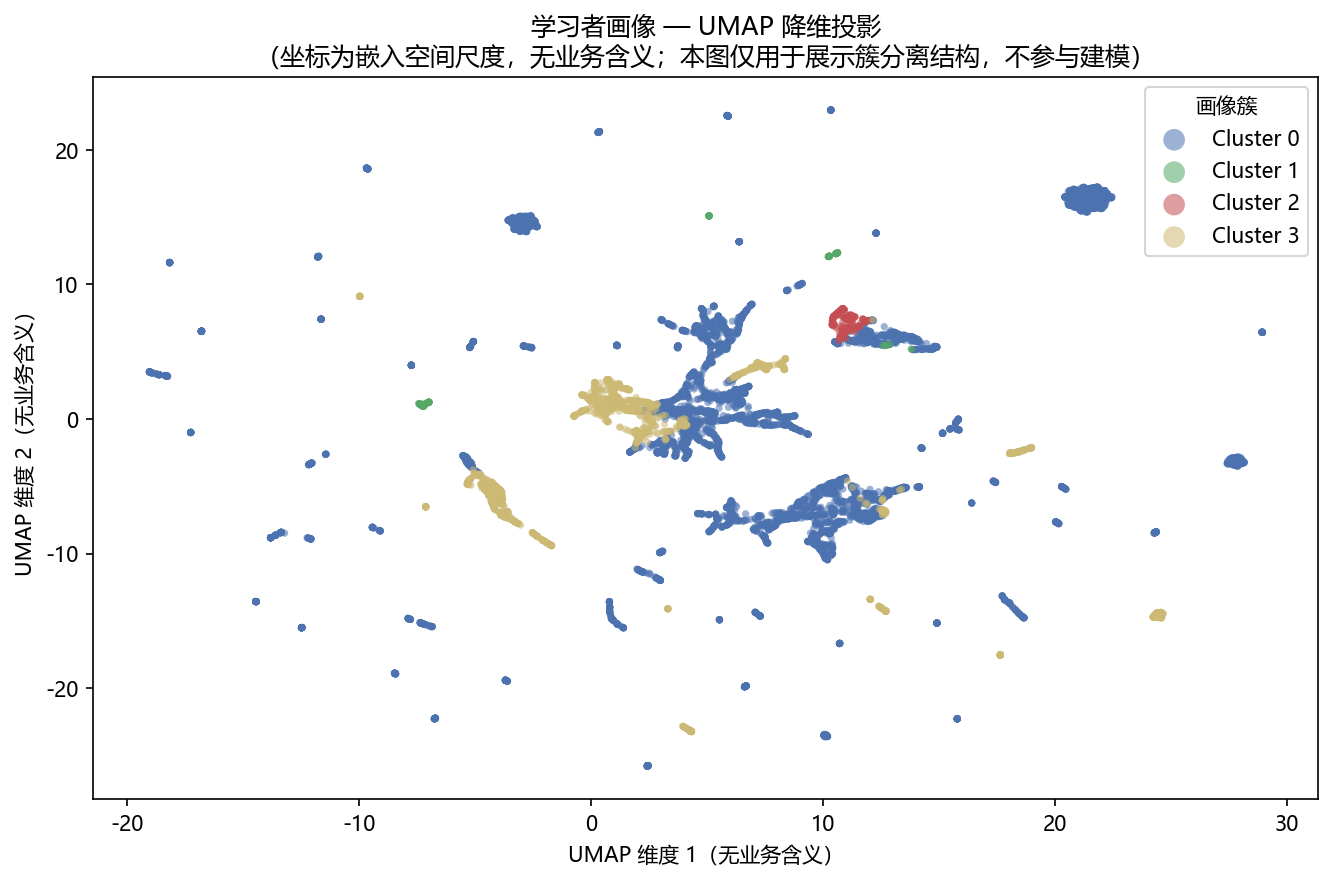 学习者画像 — UMAP 降维投影
（坐标为嵌入空间尺度，无业务含义；本图仅用于展示簇分离结构，不参与建模）
画像簇
Cluster 0
Cluster 1
Cluster 2
Cluster 3
UMAP 维度 2（无业务含义）
20
10
0
-10
-20
-20
-10
0
10
20
30
UMAP 维度 1（无业务含义）